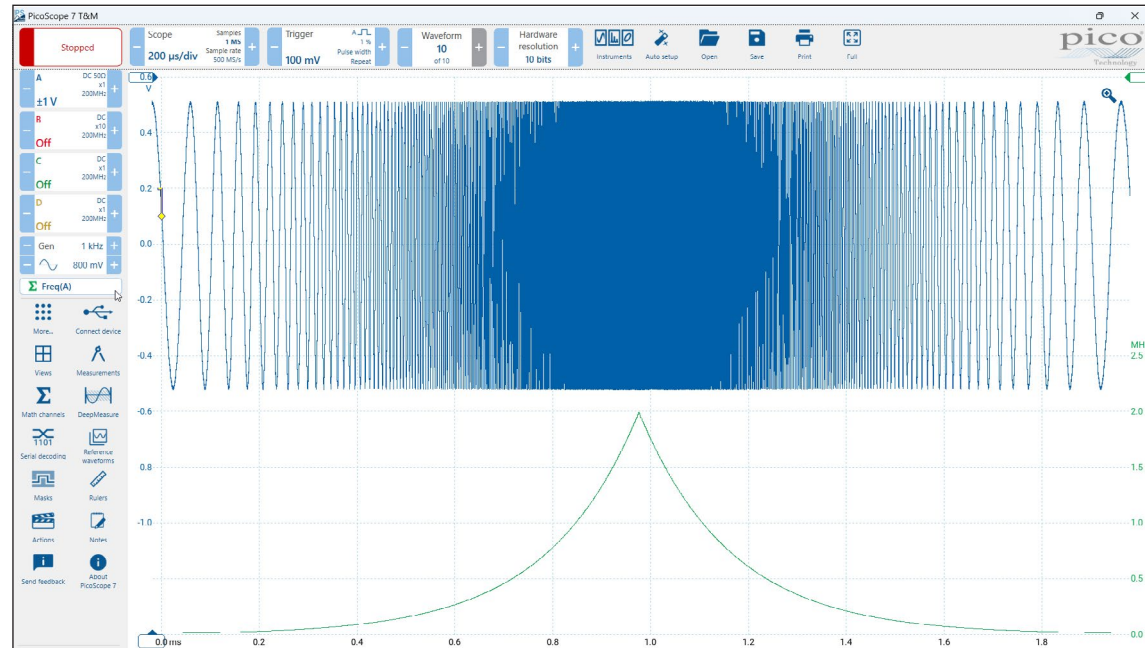 PicoScope 7 T&M
Stopped
Scope
200 µs/div
Samples
1 MS
Sample rate
500 MS/s
Trigger
100 mV
A
1 %
Pulse width
Repeat
Waveform
10
of 10
Hardware
resolution
10 bits
Instruments
Auto setup
Open
Save
Print
Full
pico
Technology
A
±1 V
DC 50Ω
x1
200MHz
B
Off
DC
x10
200MHz
C
Off
DC
x1
200MHz
D
Off
DC
x1
200MHz
Gen 1 kHz
800 mV
Σ Freq(A)
More...
Connect device
Views
Measurements
Math channels
DeepMeasure
1101
Serial decoding
Reference
waveforms
Masks
Rulers
Actions
Notes
Send feedback
About
PicoScope 7
0.6
V
0.4
0.2
0.0
-0.2
-0.4
-0.6
0.8
-1.0
MH
2.5
2.0
1.5
1.0
0.5
0.0
0.0 ms 0.2 0.4 0.6 0.8 1.0 1.2 1.4 1.6 1.8